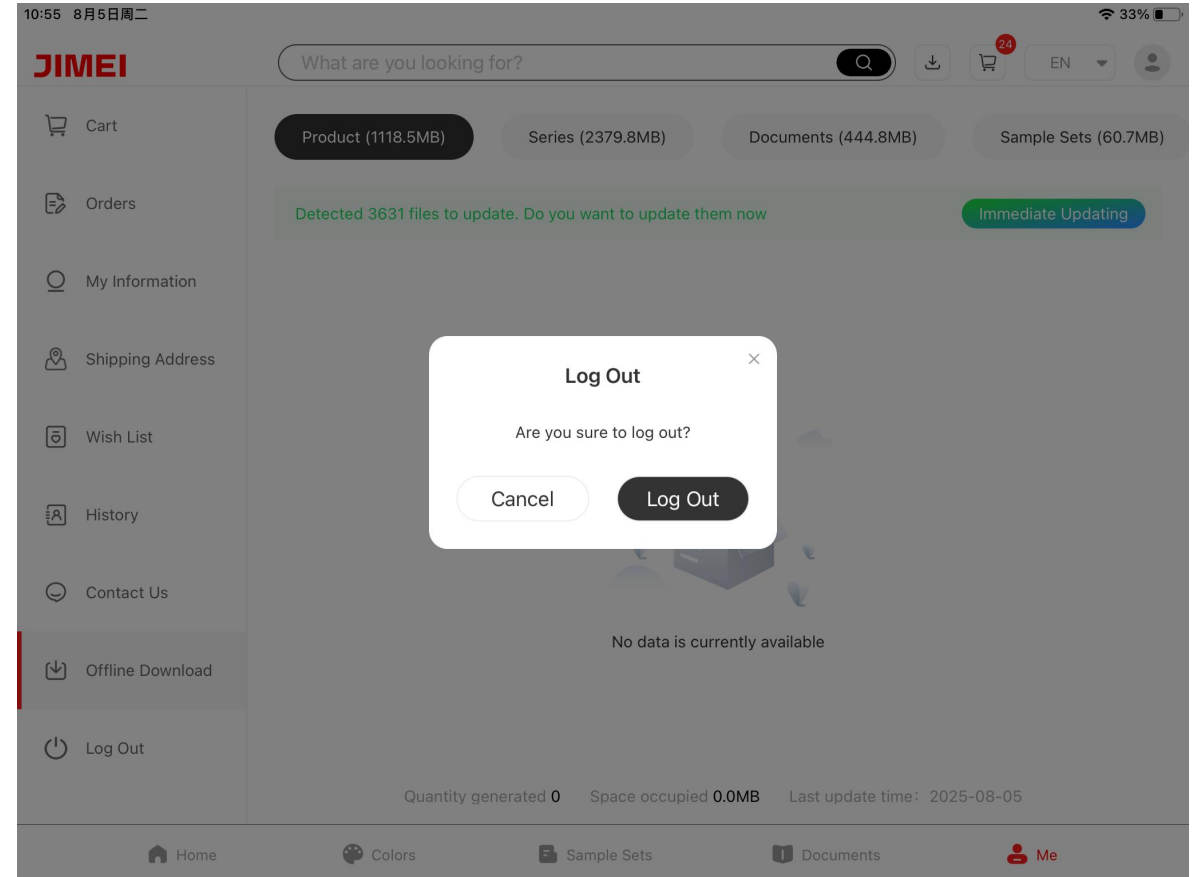 10:55 8月5日周二
33%
JIMEI
What are you looking for?
24
EN
Cart
Orders
My Information
Shipping Address
Wish List
History
Contact Us
Offline Download
Log Out
Product (1118.5MB)
Series (2379.8MB)
Documents (444.8MB)
Sample Sets (60.7MB)
Detected 3631 files to update. Do you want to update them now
Immediate Updating
Log Out
Are you sure to log out?
Cancel
Log Out
No data is currently available
Quantity generated 0 Space occupied 0.0MB Last update time: 2025-08-05
Home
Colors
Sample Sets
Documents
Me